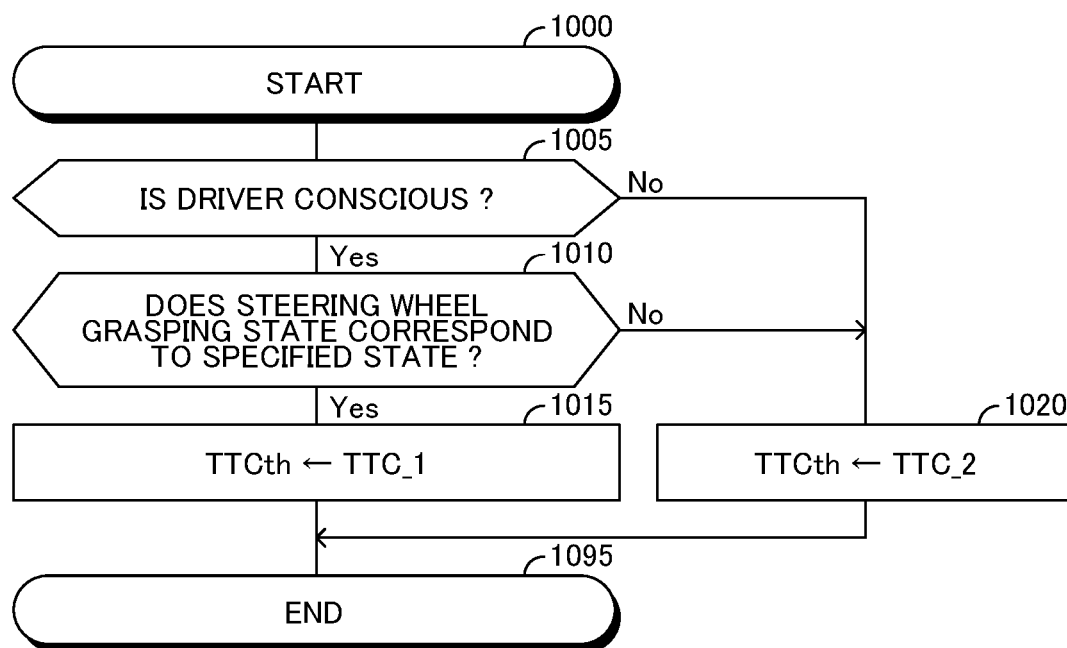 1000
START
1005
IS DRIVER CONSCIOUS ?
No
Yes
1010
DOES STEERING WHEEL
GRASPING STATE CORRESPOND
TO SPECIFIED STATE ?
No
Yes
1015
TTCth ← TTC_1
1020
TTCth ← TTC_2
1095
END